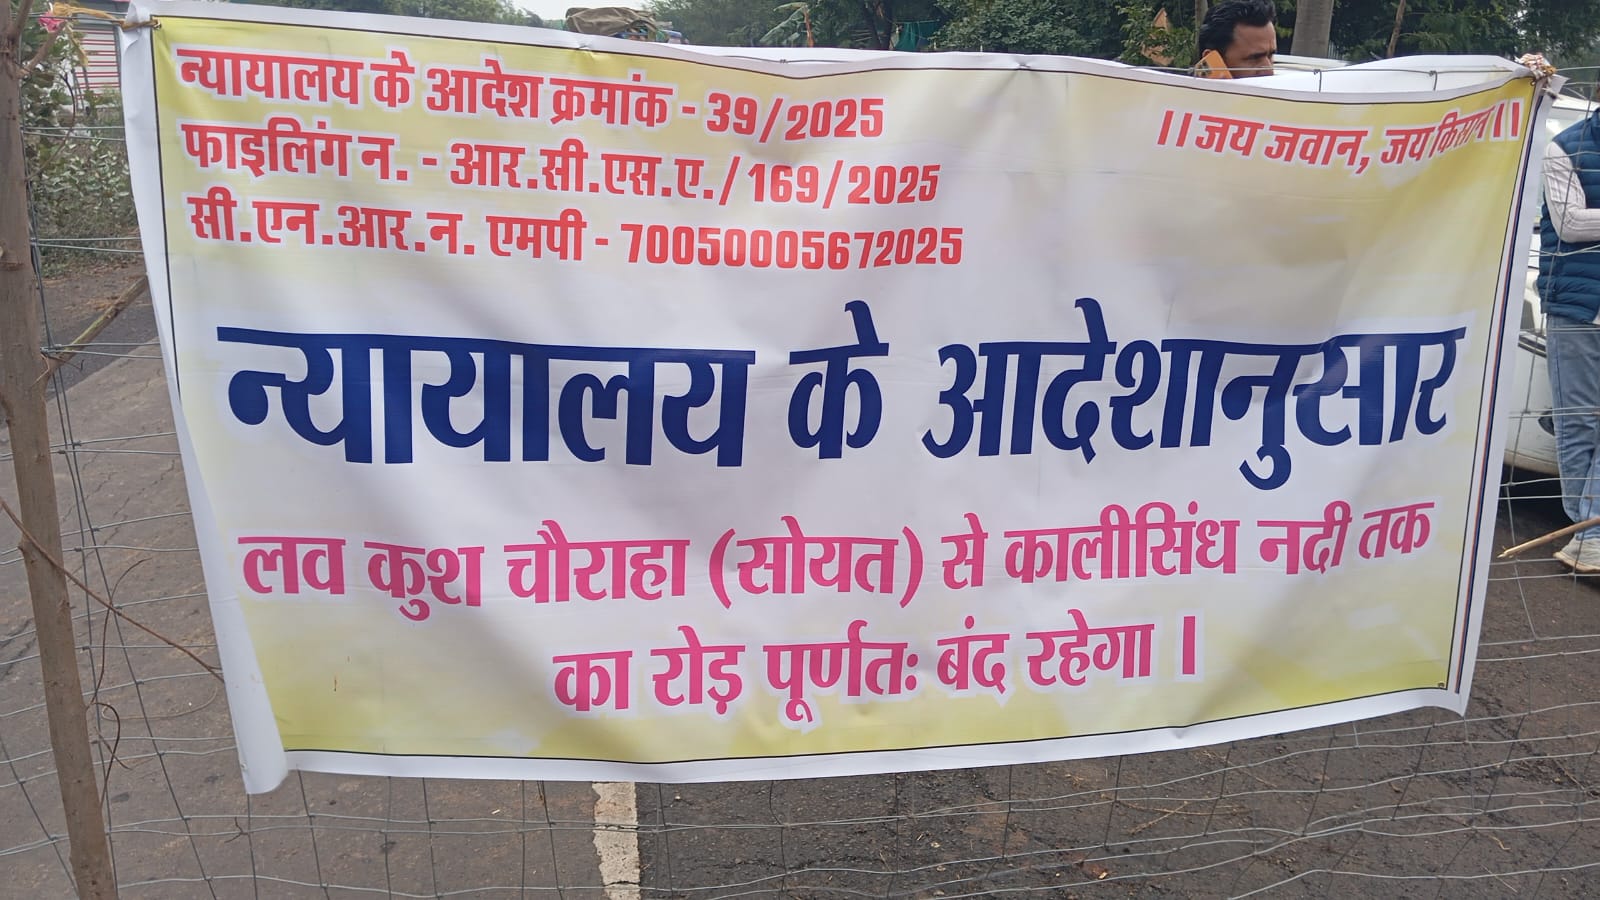 न्यायालय के आदेश क्रमांक - 39/2025
फाइलिंग न. - आर.सी.एस.ए./169/2025
सी.एन.आर.न. एमपी - 70050005672025
।।जय जवान, जय किसान।।
न्यायालय के आदेशानुसार
लव कुश चौराहा (सोयत) से कालीसिंध नदी तक
का रोड़ पूर्णतः बंद रहेगा ।